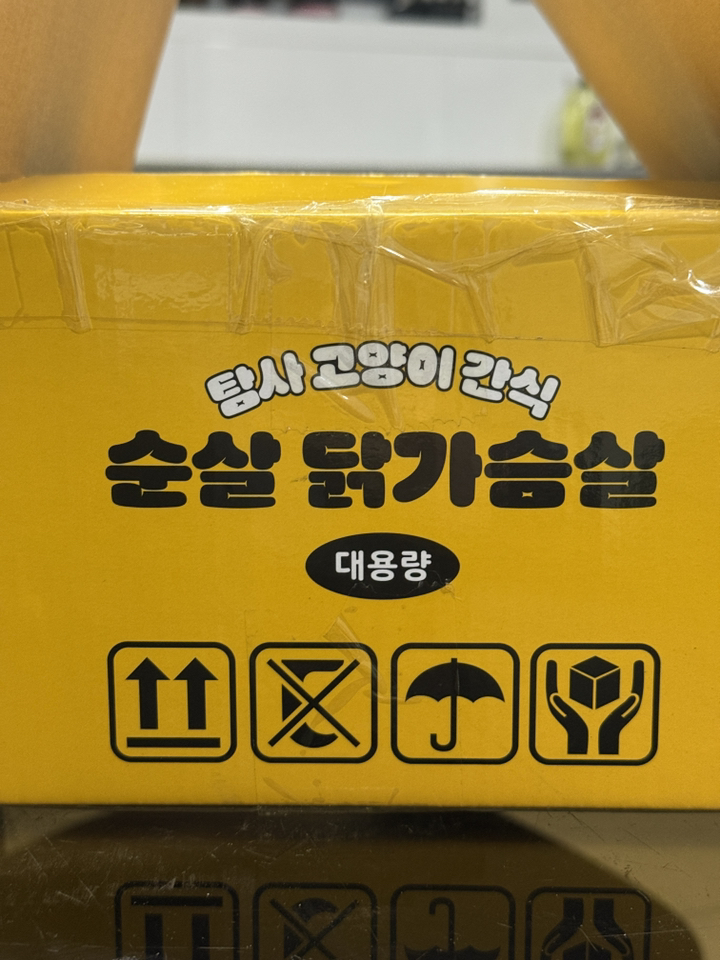 탐사 고양이 간식
순살 닭가슴살
대용량